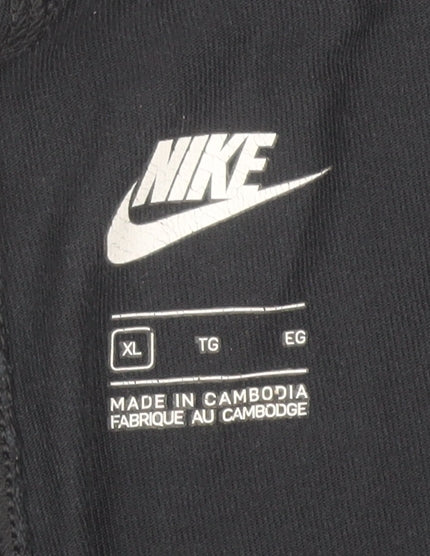 NIKE
XL TG EG
MADE IN CAMBODIA
FABRIQUE AU CAMBODGE